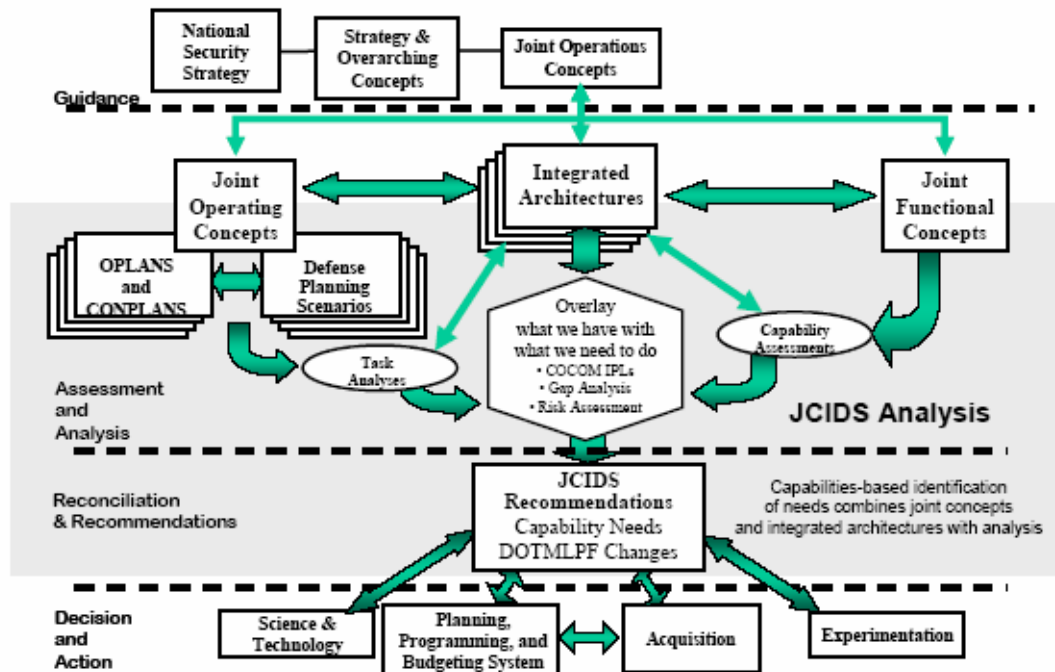 National
Security
Strategy
Strategy &
Overarching
Concepts
Joint Operations
Concepts
Guidance
Joint
Operating
Concepts
Integrated
Architectures
Joint
Functional
Concepts
OPLANS
and
CONPLANS
Defense
Planning
Scenarios
Overlay
what we have with
what we need to do
• COCOM IPLs
• Gap Analysis
• Risk Assessment
Task
Analyses
Capability
Assessments
Assessment
and
Analysis
JCIDS Analysis
Reconciliation
& Recommendations
JCIDS
Recommendations
Capability Needs
DOTMLPF Changes
Capabilities-based identification
of needs combines joint concepts
and integrated architectures with analysis
Decision
and
Action
Science &
Technology
Planning,
Programming, and
Budgeting System
Acquisition
Experimentation